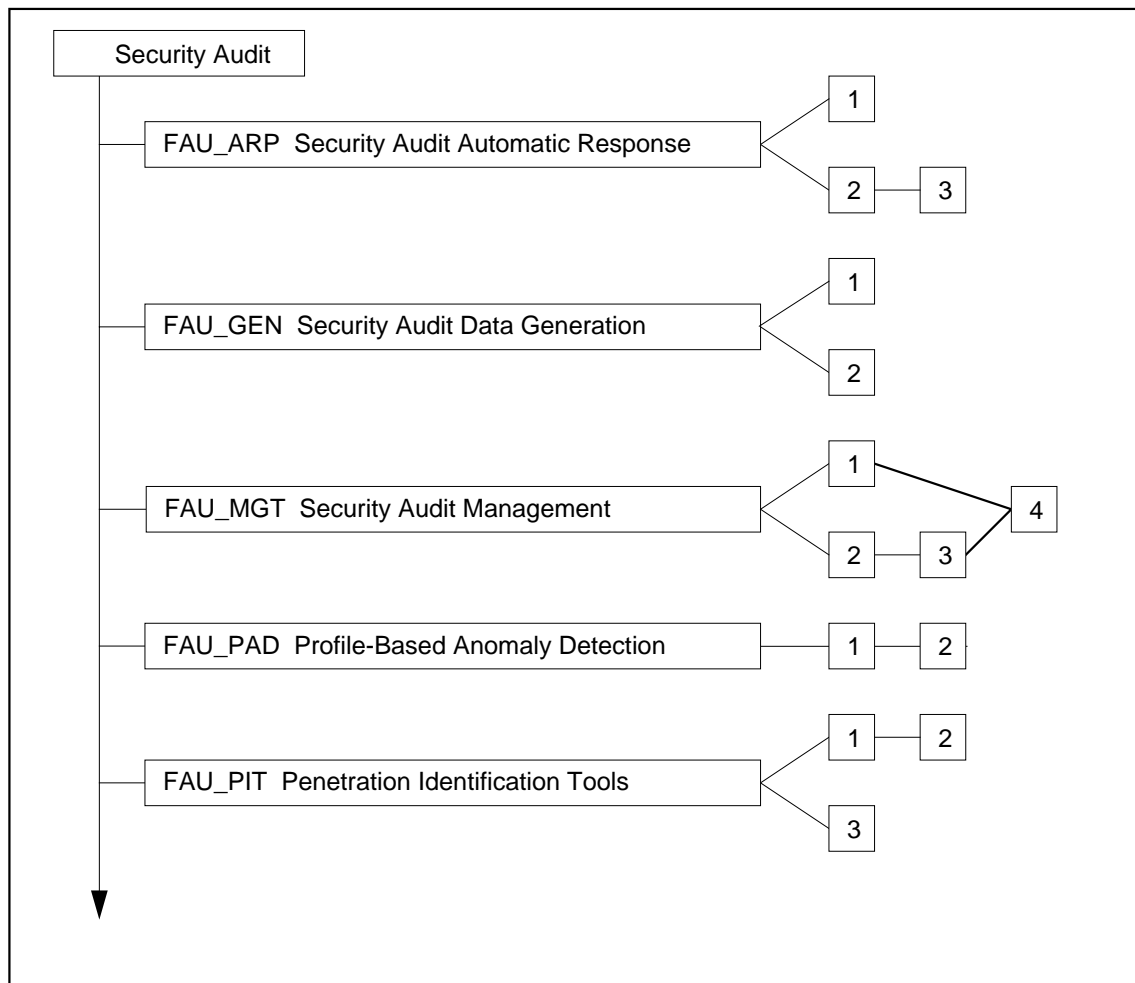 Security Audit
1
FAU_ARP Security Audit Automatic Response
2 3
1
FAU_GEN Security Audit Data Generation
2
1
FAU_MGT Security Audit Management
4
2 3
FAU_PAD Profile-Based Anomaly Detection 1 2
1 2
FAU_PIT Penetration Identification Tools
3